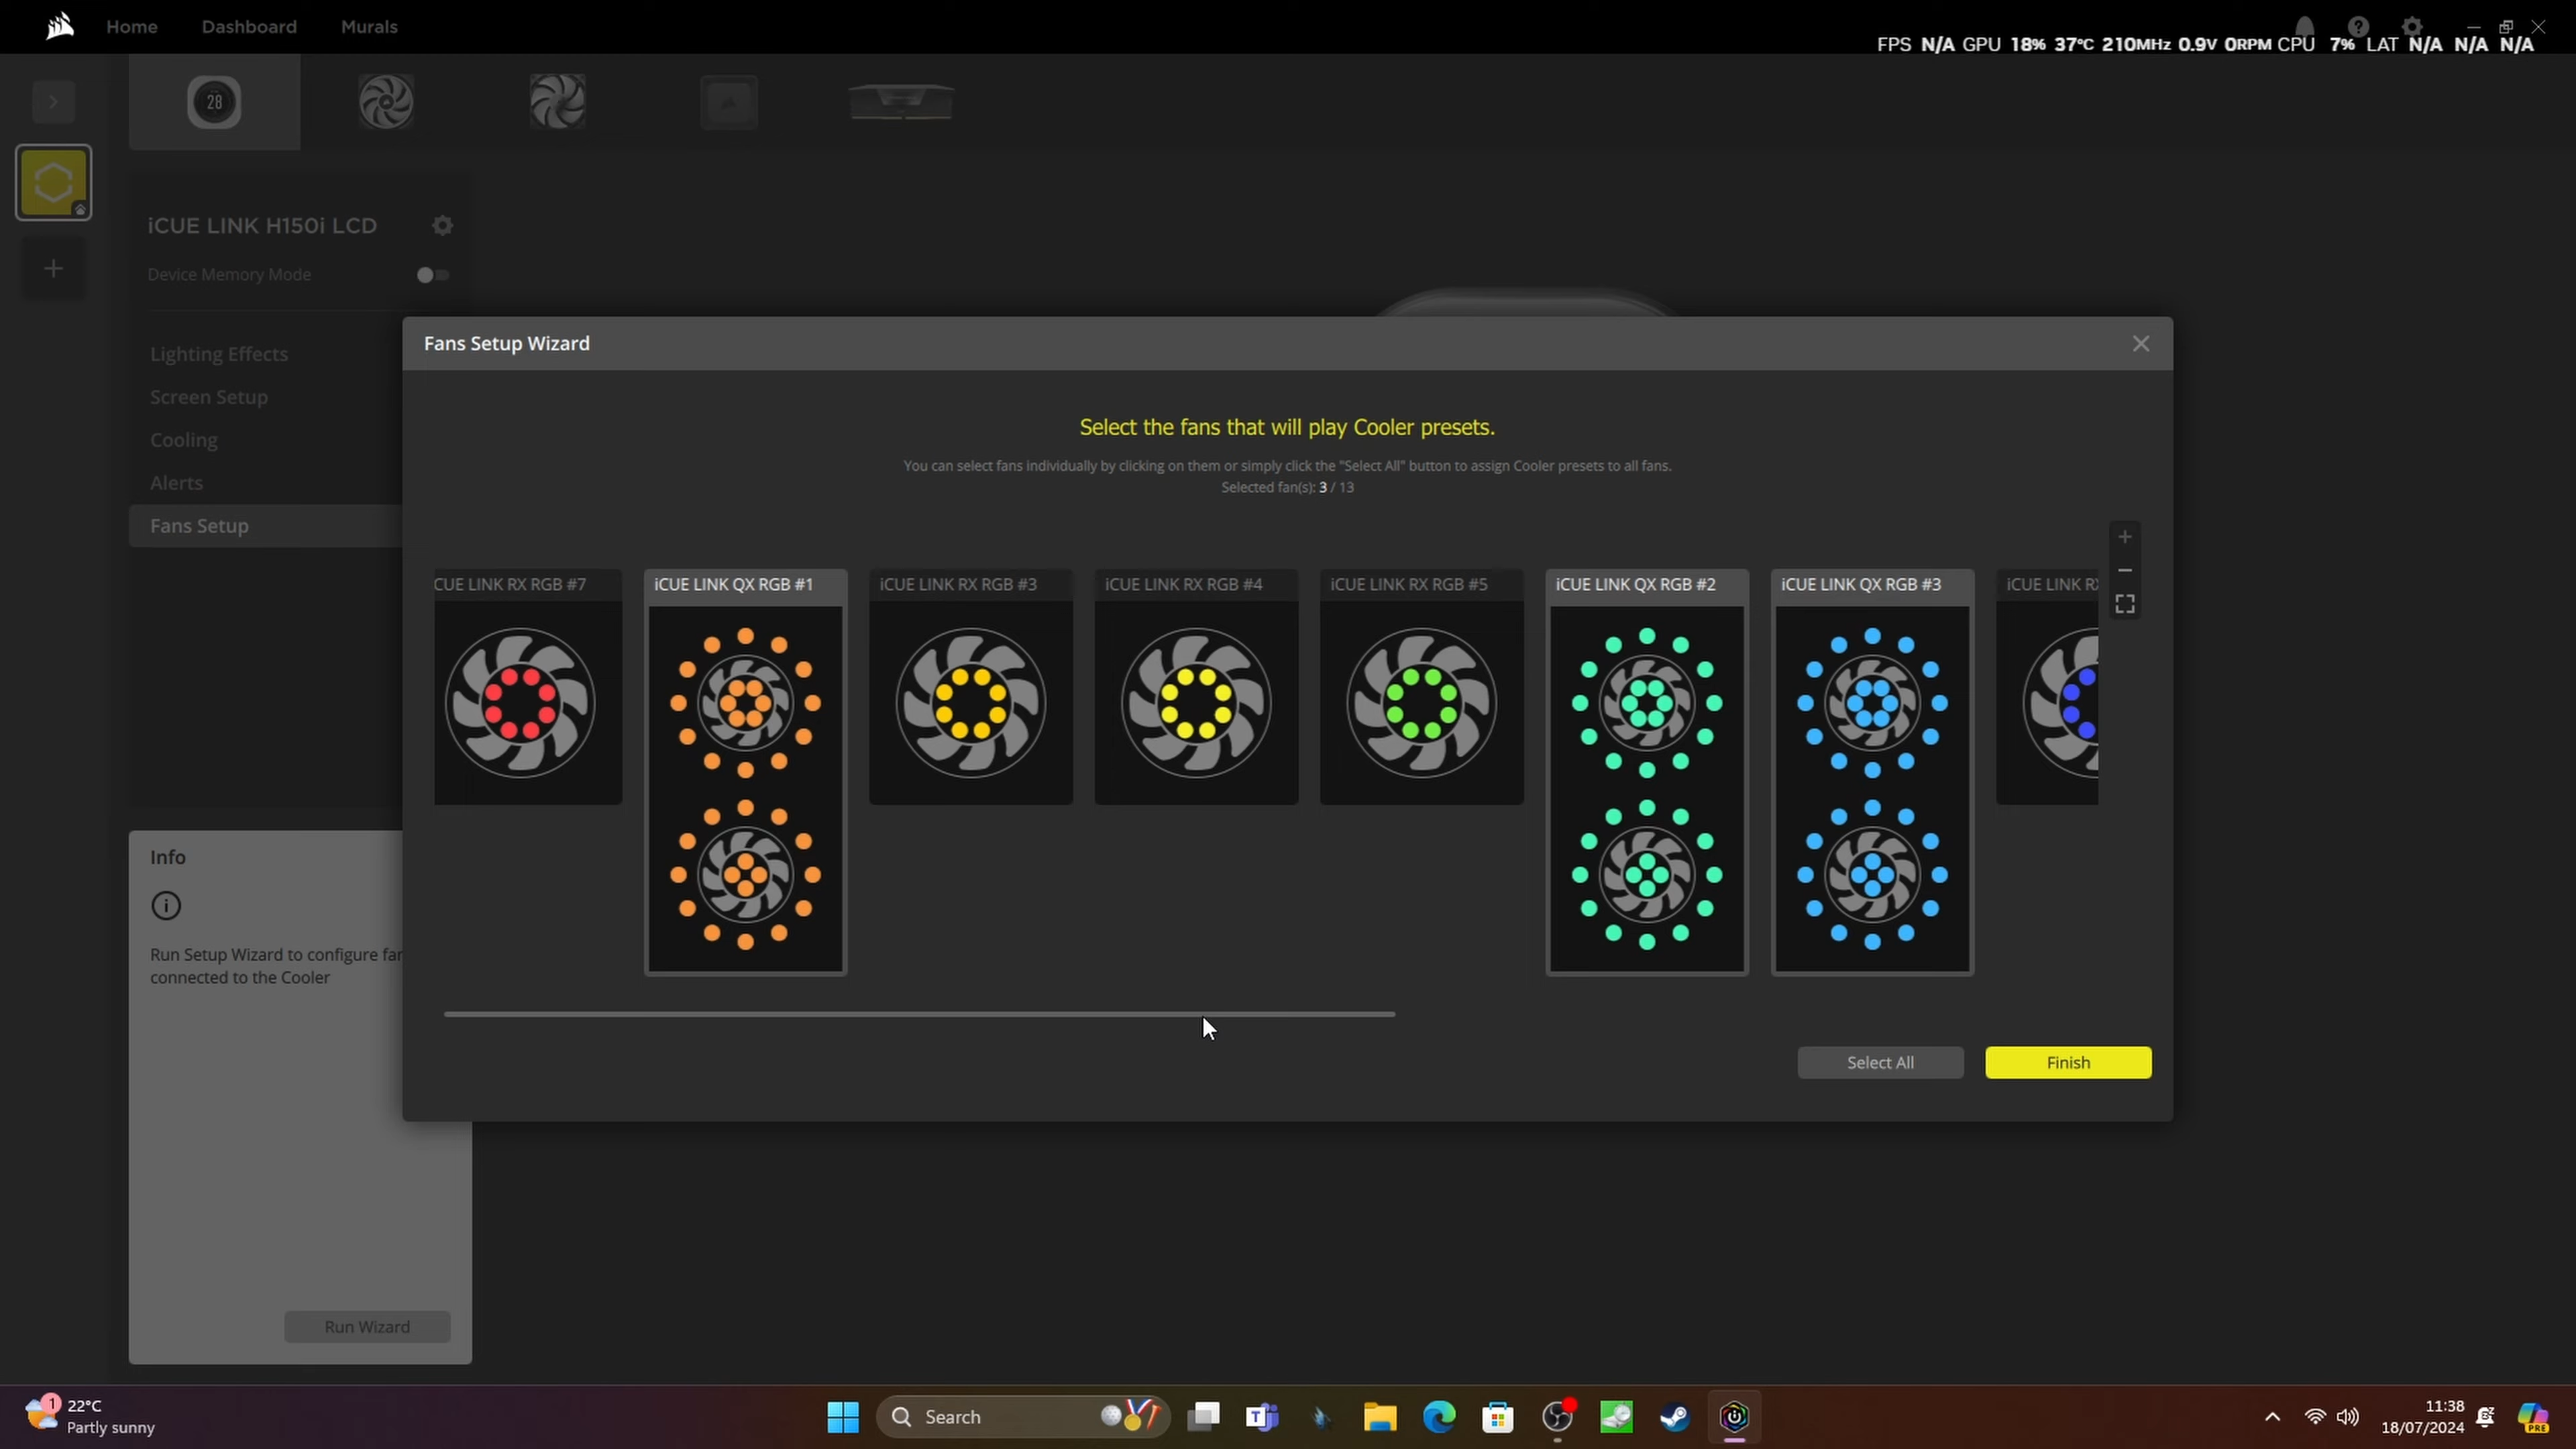 Home Dashboard Murals
FPS N/A GPU 18% 37°C 210MHz 0.9V 0RPM CPU 7% LAT N/A N/A N/A
28
iCUE LINK H150i LCD
Device Memory Mode
Lighting Effects
Screen Setup
Cooling
Alerts
Fans Setup
Fans Setup Wizard
Select the fans that will play Cooler presets.
You can select fans individually by clicking on them or simply click the "Select All" button to assign Cooler presets to all fans.
Selected fan(s): 3 / 13
CUE LINK RX RGB #7
iCUE LINK QX RGB #1
iCUE LINK RX RGB #3
iCUE LINK RX RGB #4
iCUE LINK RX RGB #5
iCUE LINK QX RGB #2
iCUE LINK QX RGB #3
iCUE LINK RX
Select All
Finish
Info
Run Setup Wizard to configure fan
connected to the Cooler
Run Wizard
1
22°C
Partly sunny
Search
11:38
18/07/2024
PRE